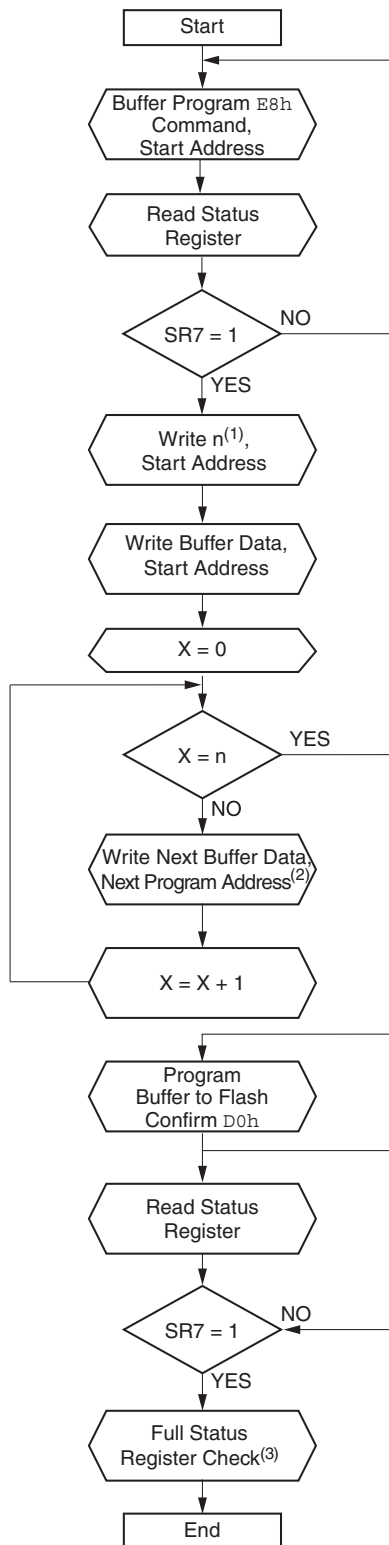 Start
Buffer Program E8h
Command,
Start Address
Read Status
Register
SR7 = 1
NO
YES
Write n(1),
Start Address
Write Buffer Data,
Start Address
X = 0
X = n
YES
NO
Write Next Buffer Data,
Next Program Address(2)
X = X + 1
Program
Buffer to Flash
Confirm D0h
Read Status
Register
SR7 = 1
NO
YES
Full Status
Register Check(3)
End